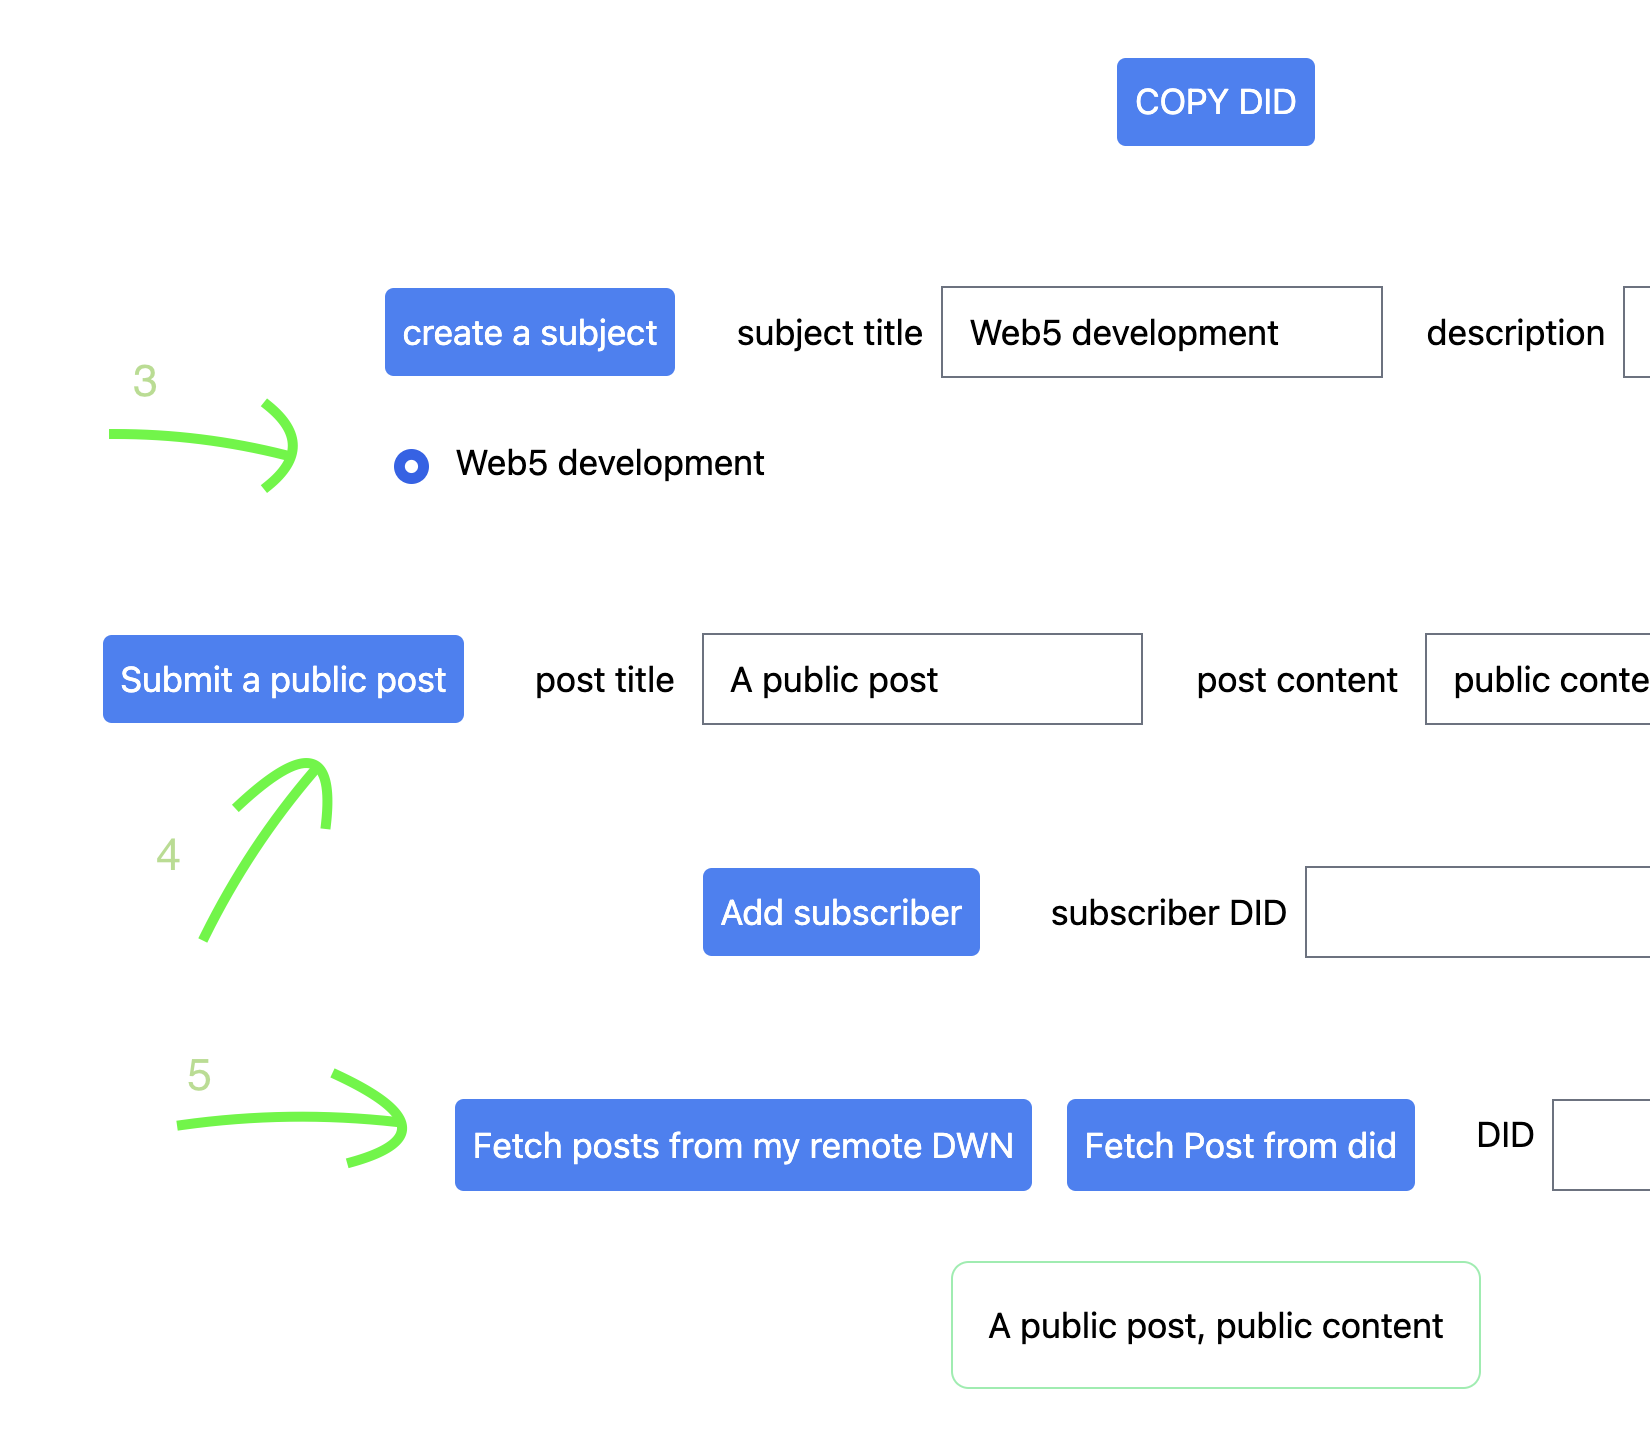 COPY DID
create a subject subject title Web5 development description
3
Web5 development
Submit a public post post title A public post post content public conte
4
Add subscriber subscriber DID
5
Fetch posts from my remote DWN Fetch Post from did DID
A public post, public content